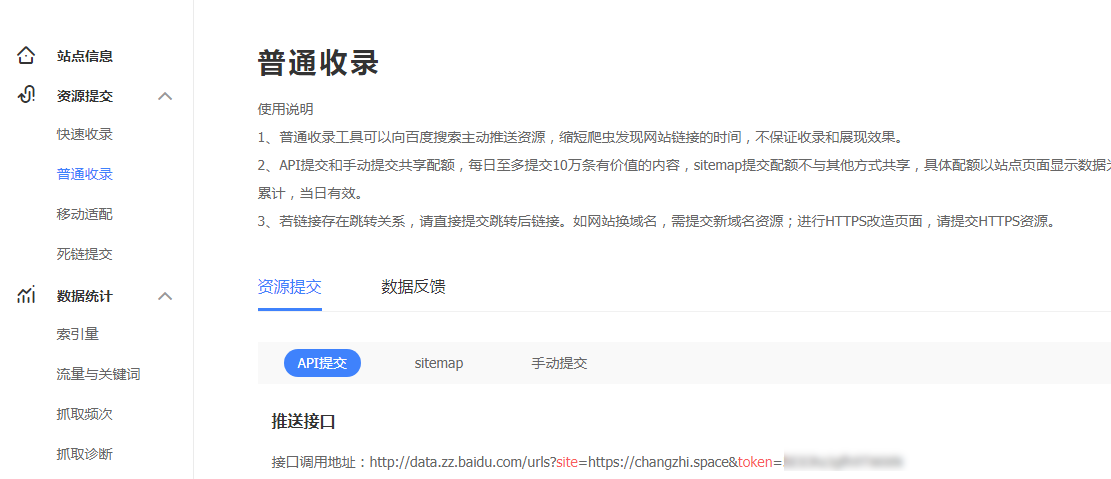 站点信息
资源提交
快速收录
普通收录
移动适配
死链提交
数据统计
索引量
流量与关键词
抓取频次
抓取诊断
普通收录
使用说明
1、普通收录工具可以向百度搜索主动推送资源，缩短爬虫发现网站链接的时间，不保证收录和展现效果。
2、API提交和手动提交共享配额，每日至多提交10万条有价值的内容，sitemap提交配额不与其他方式共享，具体配额以站点页面显示数据
累计，当日有效。
3、若链接存在跳转关系，请直接提交跳转后链接。如网站换域名，需提交新域名资源；进行HTTPS改造页面，请提交HTTPS资源。
资源提交 数据反馈
API提交 sitemap 手动提交
推送接口
接口调用地址：http://data.zz.baidu.com/urls?site=https://changzhi.space&token=